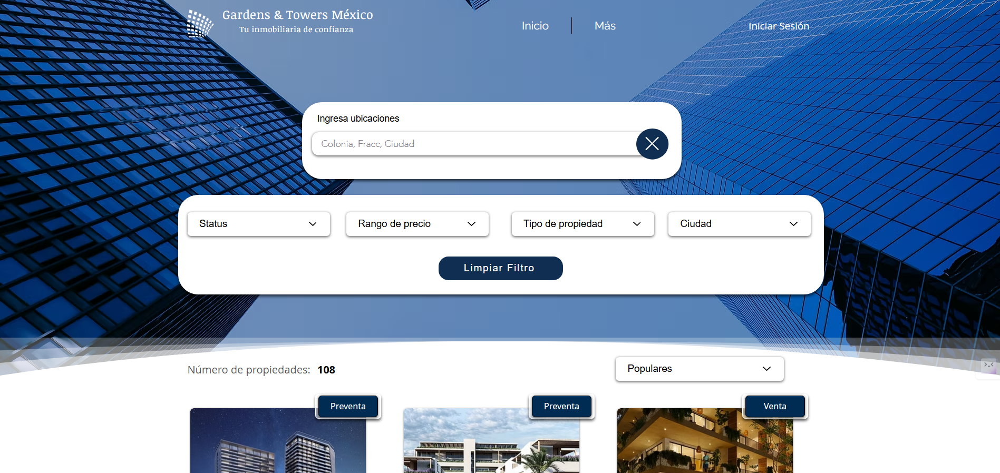 Gardens & Towers México
Tu inmobiliaria de confianza
Inicio
Más
Iniciar Sesión
Ingresa ubicaciones
Colonia, Fracc, Ciudad
Status
Rango de precio
Tipo de propiedad
Ciudad
Limpiar Filtro
Número de propiedades: 108
Populares
Preventa
Preventa
Venta